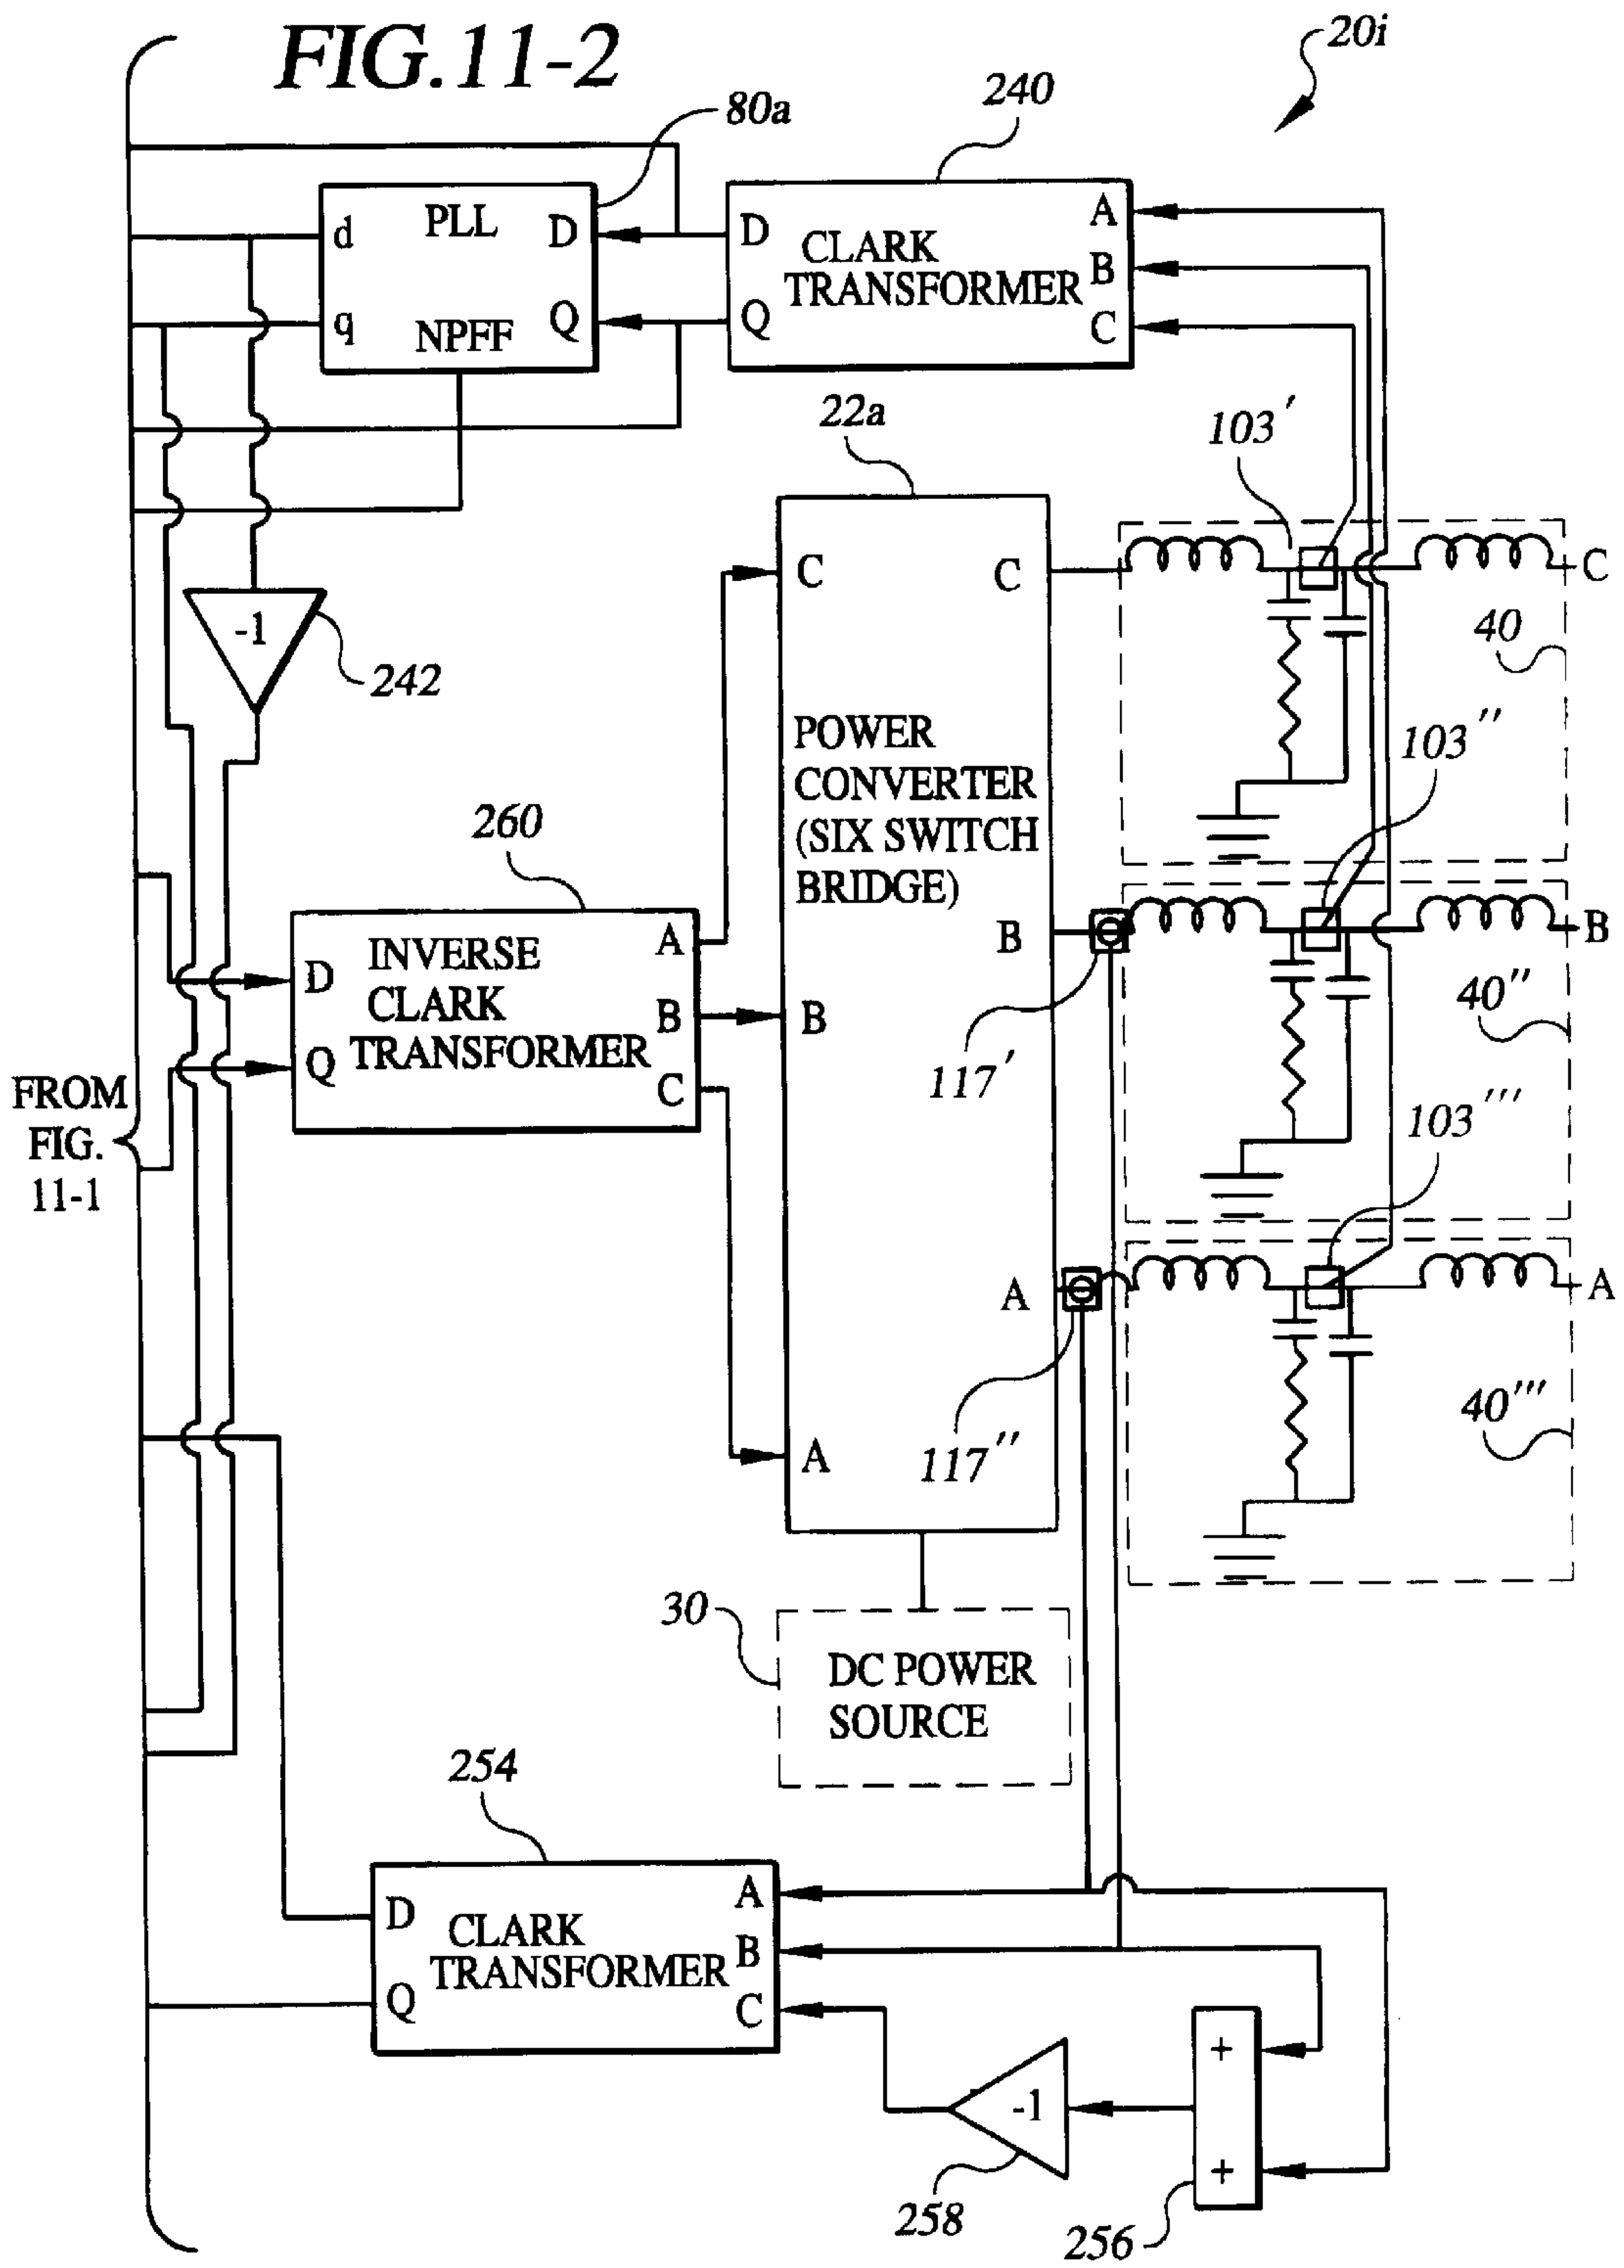 FIG.11-2
20i
80a
240
d
PLL
D
q
NPFF
Q
D
CLARK
TRANSFORMER
Q
A
B
C
22a
103'
-1
242
C
C
C
40
POWER
CONVERTER
(SIX SWITCH
BRIDGE)
103''
260
B
B
D
INVERSE
CLARK
TRANSFORMER
Q
A
B
C
B
40''
117'
FROM
FIG.
11-1
103'''
A
A
A
117''
40'''
30
DC POWER
SOURCE
254
D
CLARK
TRANSFORMER
Q
A
B
C
-1
+
+
258
256